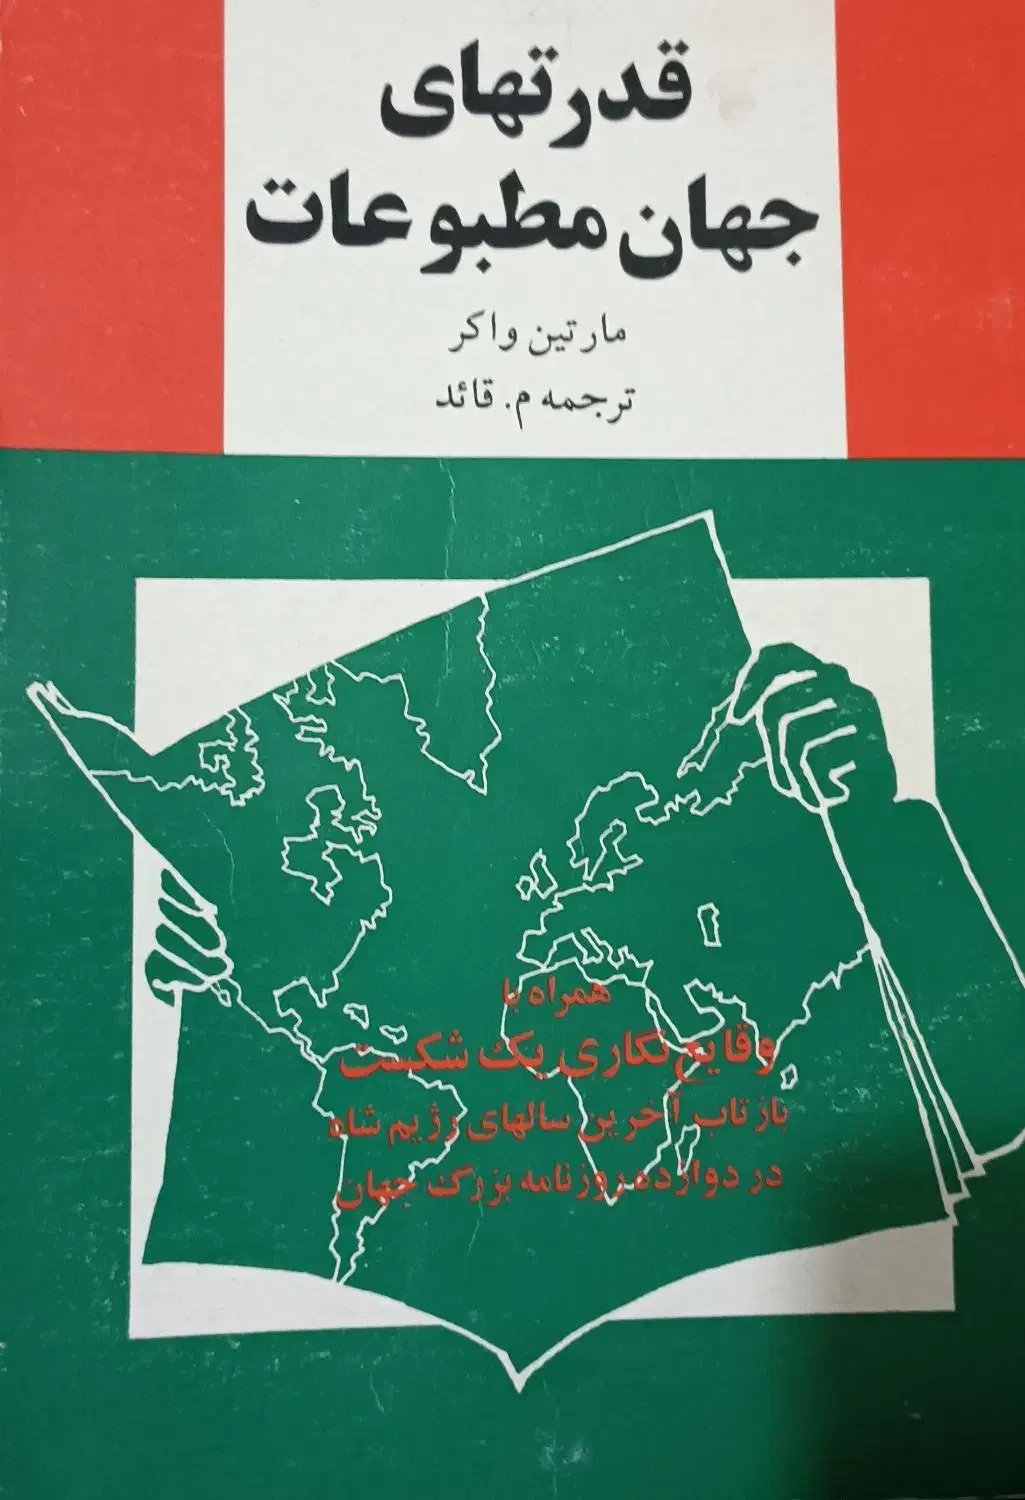 قدرتهای
جهان مطبوعات
مارتین واکر
ترجمه م. قائد
همراه با
وقایع نگاری یک شکست
بازتاب آخرین سالهای رژیم شاه
در دوازده روزنامه بزرگ جهان